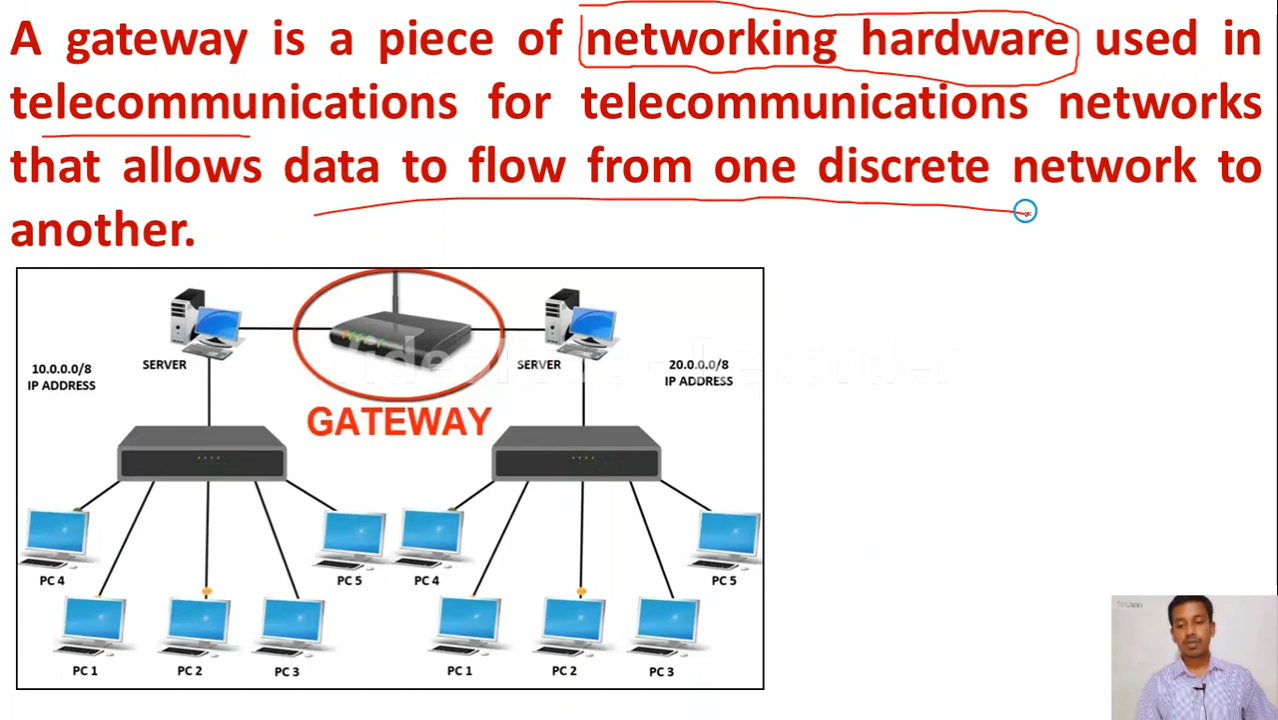 A gateway is a piece of networking hardware used in
telecommunications for telecommunications networks
that allows data to flow from one discrete network to
another.
SERVER
SERVER
10.0.0.0/8
IP ADDRESS
20.0.0.0/8
IP ADDRESS
GATEWAY
PC 4
PC 5
PC 4
PC 5
PC 1
PC 2
PC 3
PC 1
PC 2
PC 3